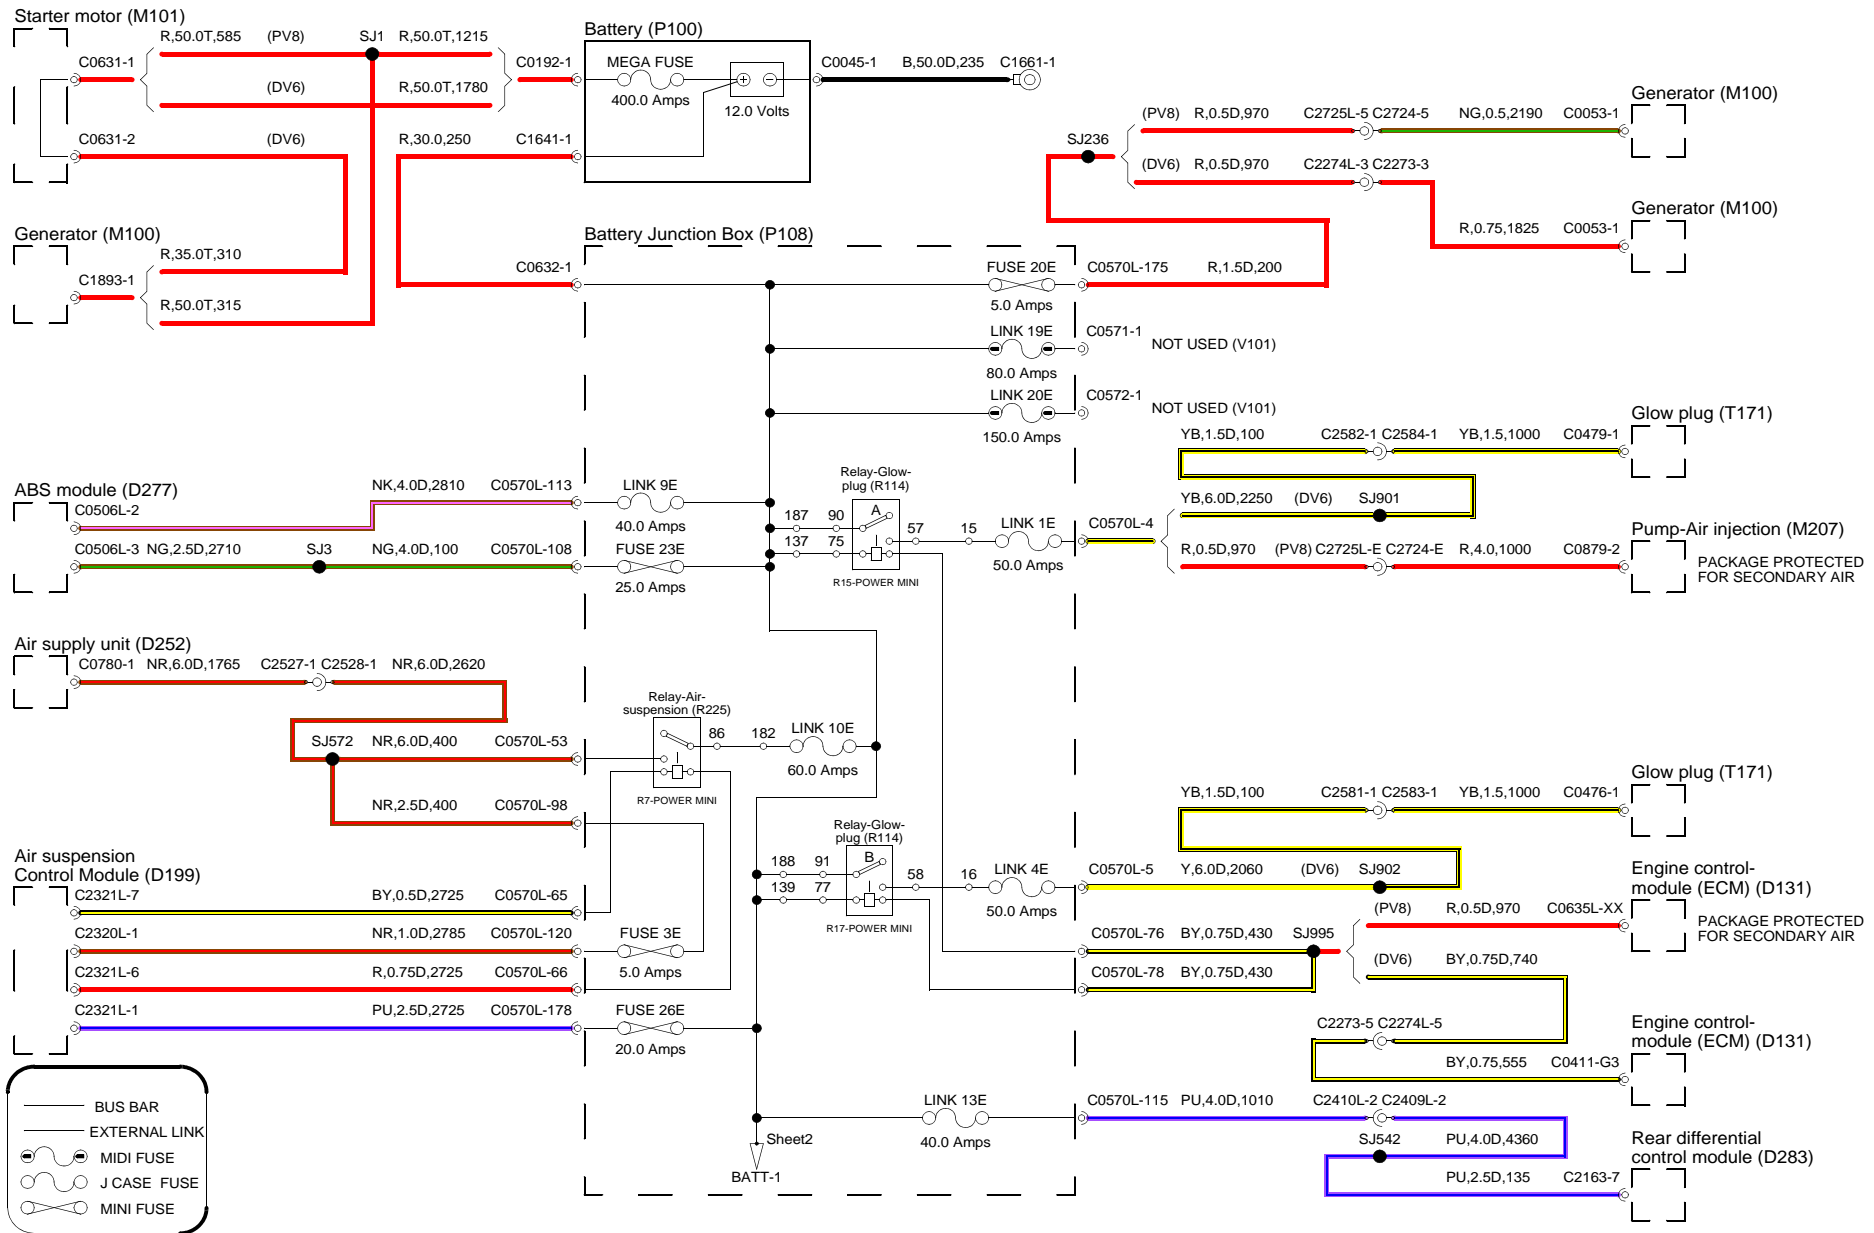 Starter motor (M101)
R,50.0T,585 (PV8) SJ1 R,50.0T,1215
C0631-1
(DV6) R,50.0T,1780
C0192-1
C0631-2 (DV6)
R,30.0,250 C1641-1
Battery (P100)
MEGA FUSE
400.0 Amps
12.0 Volts
C0045-1 B,50.0D,235 C1661-1
Generator (M100)
R,35.0T,310
C1893-1
R,50.0T,315
C0632-1
Battery Junction Box (P108)
FUSE 20E
5.0 Amps
C0570L-175 R,1.5D,200
SJ236
(PV8) R,0.5D,970 C2725L-5 C2724-5 NG,0.5,2190 C0053-1
Generator (M100)
(DV6) R,0.5D,970 C2274L-3 C2273-3
R,0.75,1825 C0053-1
Generator (M100)
LINK 19E
80.0 Amps
C0571-1
NOT USED (V101)
LINK 20E
150.0 Amps
C0572-1
NOT USED (V101)
ABS module (D277)
C0506L-2
NK,4.0D,2810 C0570L-113
LINK 9E
40.0 Amps
C0506L-3 NG,2.5D,2710 SJ3 NG,4.0D,100 C0570L-108
FUSE 23E
25.0 Amps
Relay-Glow-
plug (R114)
A
187 90
137 75
57 15
R15-POWER MINI
LINK 1E
50.0 Amps
C0570L-4
YB,1.5D,100 C2582-1 C2584-1 YB,1.5,1000 C0479-1
Glow plug (T171)
YB,6.0D,2250 (DV6) SJ901
R,0.5D,970 (PV8) C2725L-E C2724-E R,4.0,1000 C0879-2
Pump-Air injection (M207)
PACKAGE PROTECTED
FOR SECONDARY AIR
Air supply unit (D252)
C0780-1 NR,6.0D,1765 C2527-1 C2528-1 NR,6.0D,2620
SJ572 NR,6.0D,400 C0570L-53
NR,2.5D,400 C0570L-98
Relay-Air-
suspension (R225)
86 182
R7-POWER MINI
LINK 10E
60.0 Amps
Relay-Glow-
plug (R114)
B
188 91
139 77
58 16
R17-POWER MINI
LINK 4E
50.0 Amps
YB,1.5D,100 C2581-1 C2583-1 YB,1.5,1000 C0476-1
Glow plug (T171)
C0570L-5 Y,6.0D,2060 (DV6) SJ902
Air suspension
Control Module (D199)
C2321L-7 BY,0.5D,2725 C0570L-65
C2320L-1 NR,1.0D,2785 C0570L-120
FUSE 3E
5.0 Amps
C2321L-6 R,0.75D,2725 C0570L-66
C2321L-1 PU,2.5D,2725 C0570L-178
FUSE 26E
20.0 Amps
C0570L-76 BY,0.75D,430 SJ995
C0570L-78 BY,0.75D,430
(PV8) R,0.5D,970 C0635L-XX
Engine control-
module (ECM) (D131)
PACKAGE PROTECTED
FOR SECONDARY AIR
(DV6) BY,0.75D,740
C2273-5 C2274L-5
BY,0.75,555 C0411-G3
Engine control-
module (ECM) (D131)
LINK 13E
40.0 Amps
C0570L-115 PU,4.0D,1010 C2410L-2 C2409L-2
SJ542 PU,4.0D,4360
PU,2.5D,135 C2163-7
Rear differential
control module (D283)
Sheet2
BATT-1
BUS BAR
EXTERNAL LINK
MIDI FUSE
J CASE FUSE
MINI FUSE